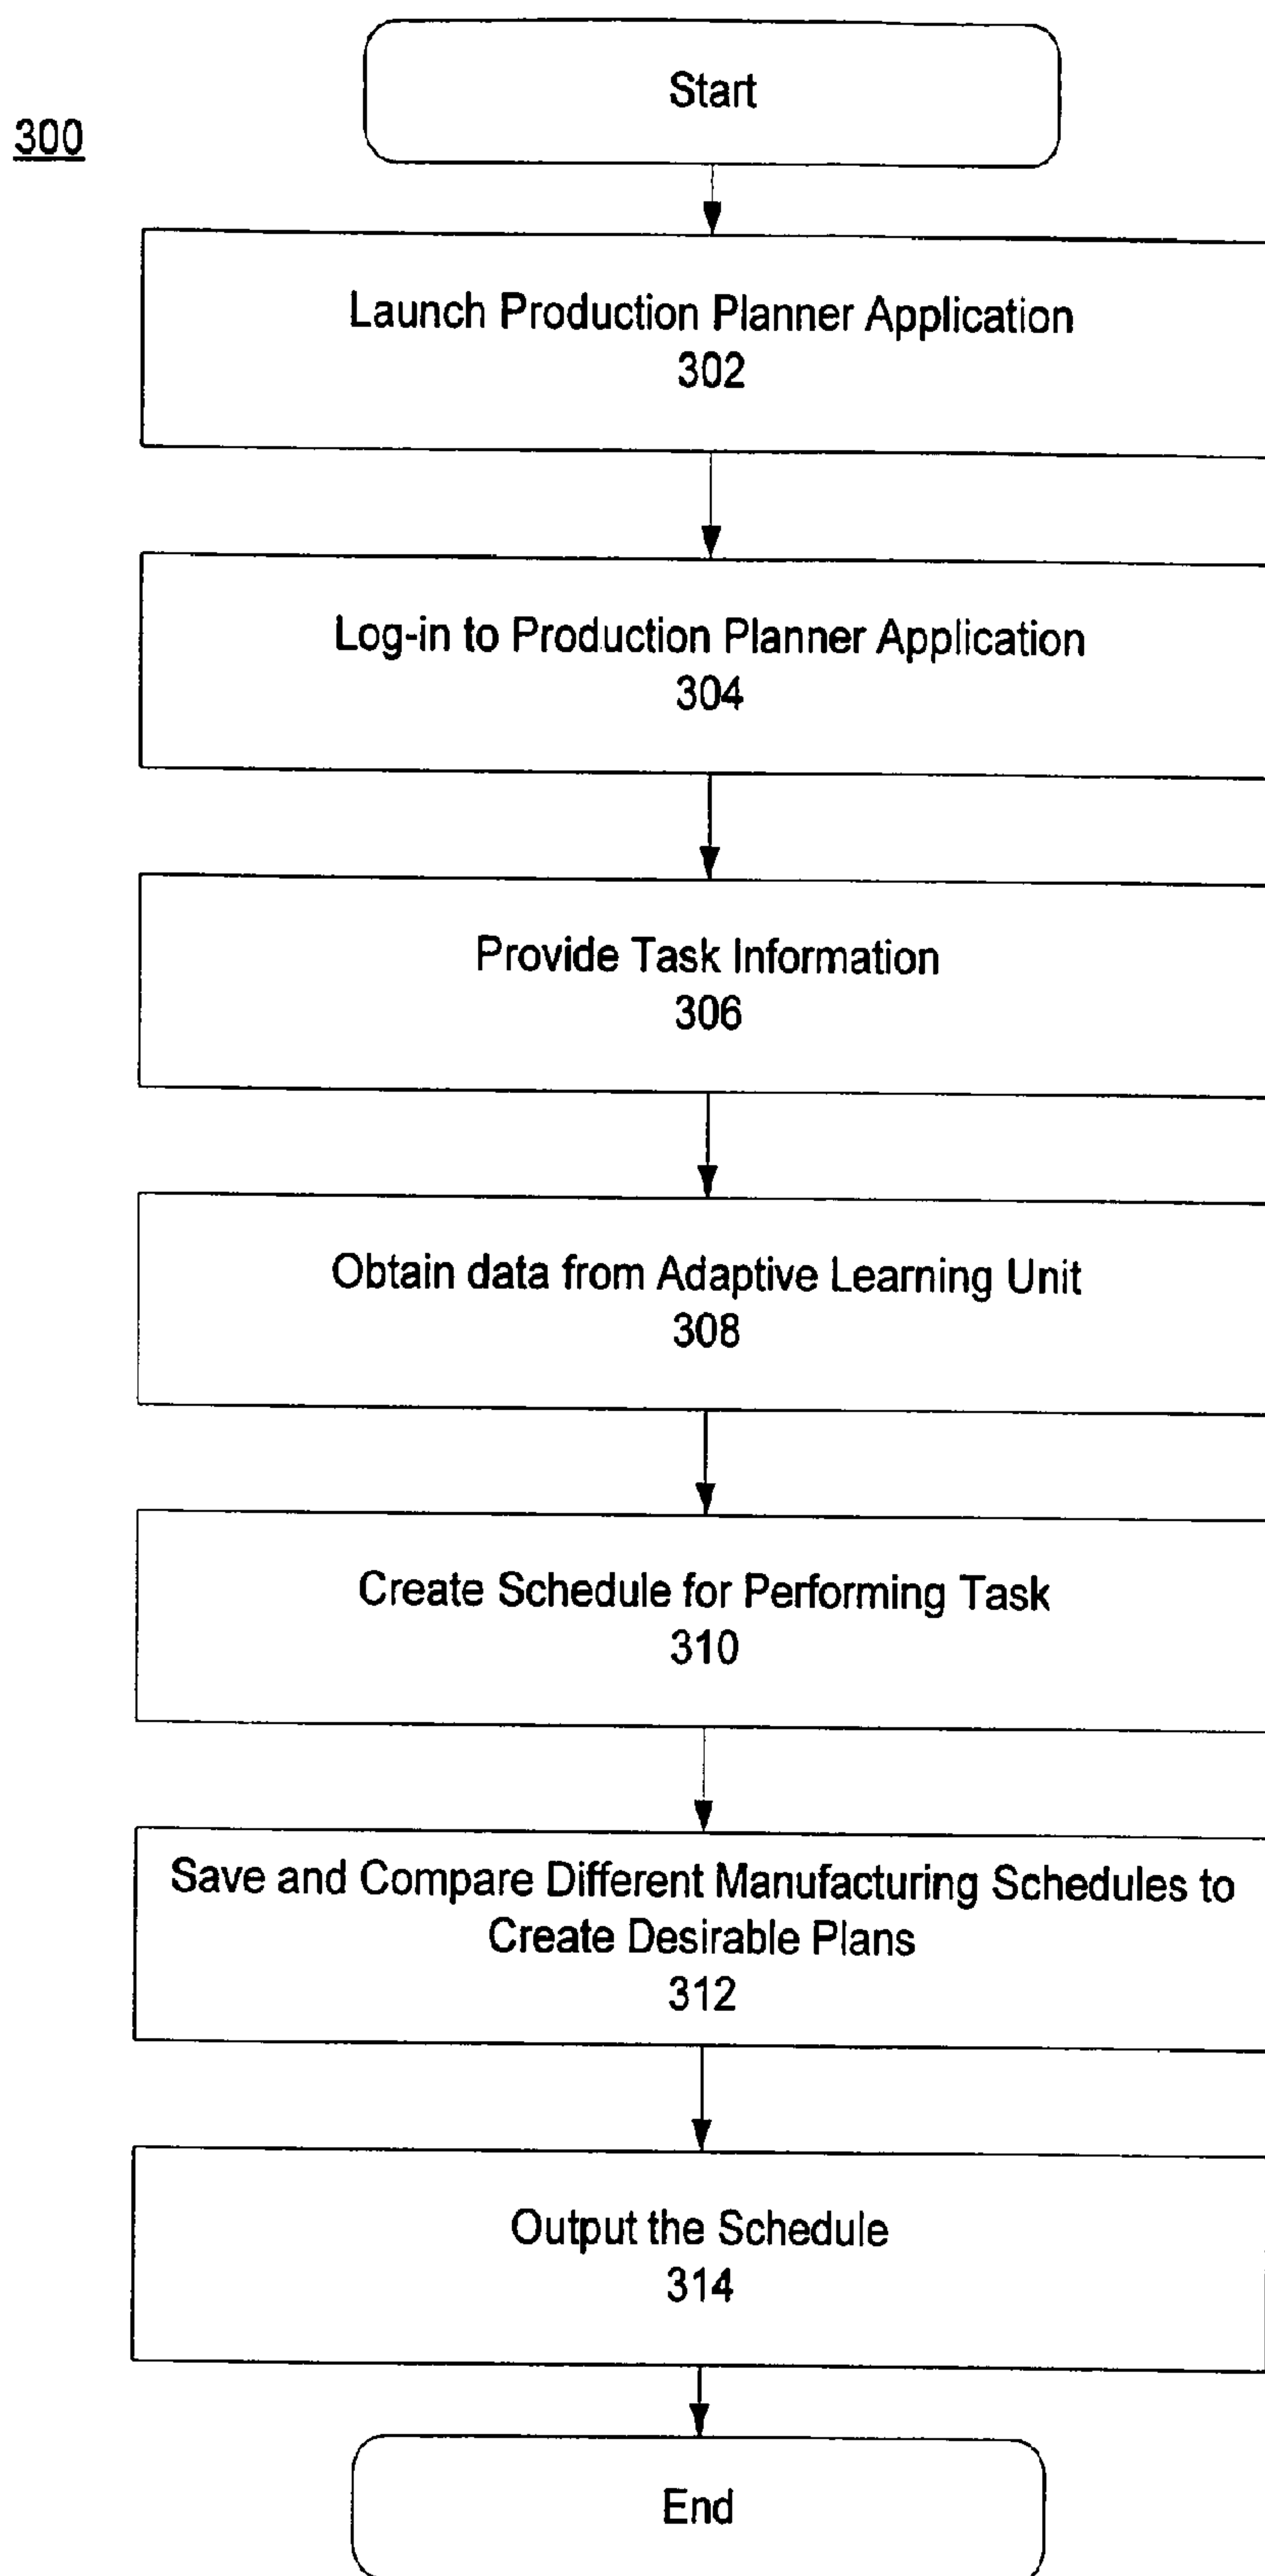 Start
300
Launch Production Planner Application
302
Log-in to Production Planner Application
304
Provide Task Information
306
Obtain data from Adaptive Learning Unit
308
Create Schedule for Performing Task
310
Save and Compare Different Manufacturing Schedules to
Create Desirable Plans
312
Output the Schedule
314
End